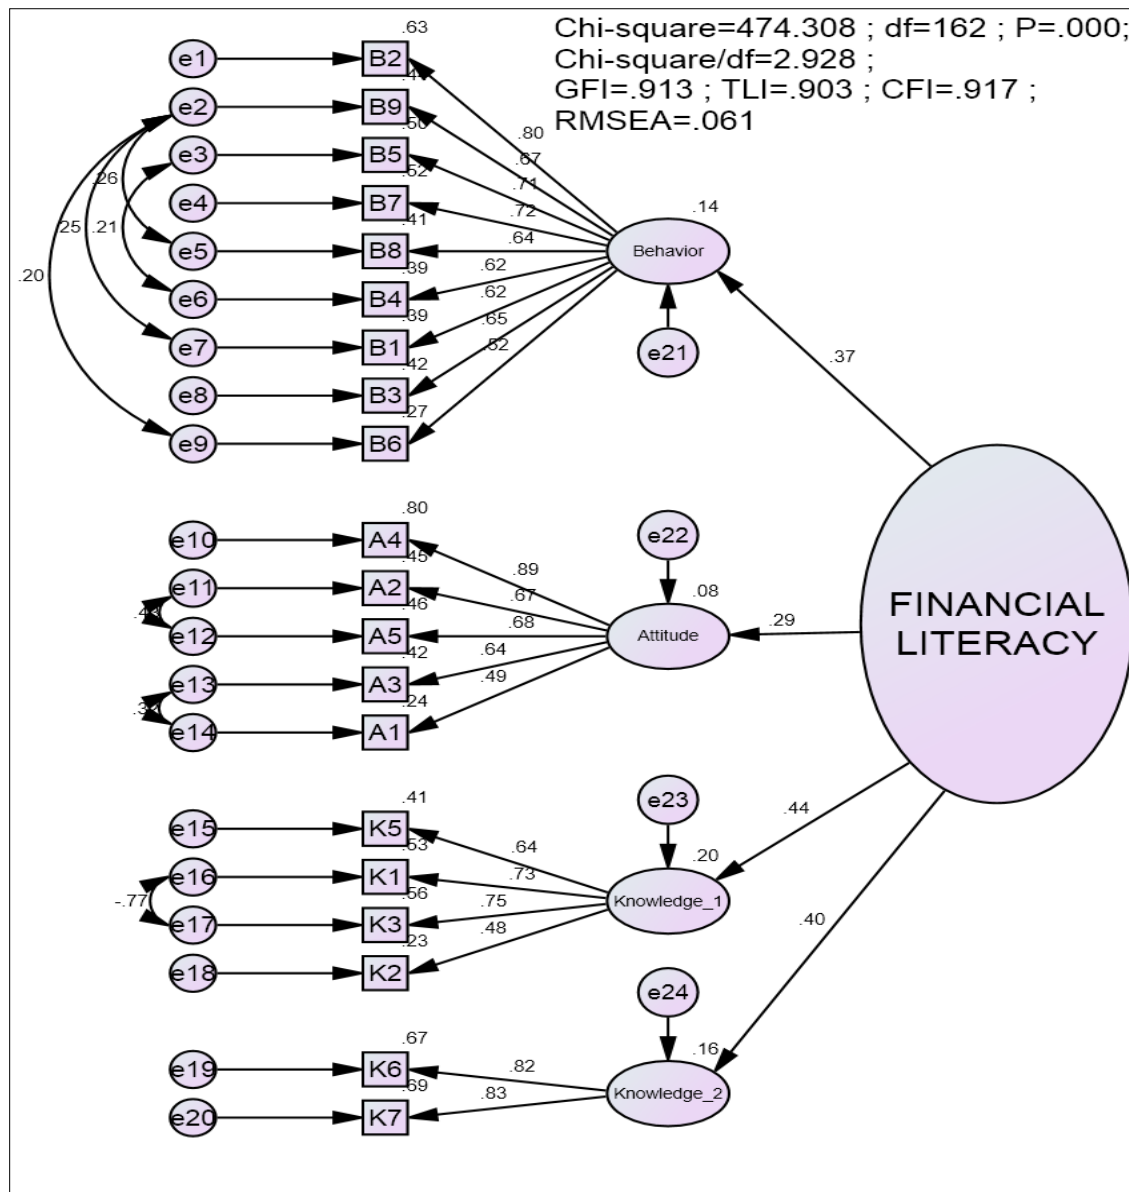 Chi-square=474.308 ; df=162 ; P=.000;
Chi-square/df=2.928 ;
GFI=.913 ; TLI=.903 ; CFI=.917 ;
RMSEA=.061
.63
e1
B2
e2
B9
.50
e3
B5
.52
e4
B7
.41
e5
B8
.39
e6
B4
.39
e7
B1
.42
e8
B3
.27
e9
B6
.26
.25
.21
.20
.80
.67
.71
.72
.64
.62
.62
.65
.52
.14
Behavior
e21
.37
.80
e10
A4
.45
e11
A2
.46
e12
A5
.42
e13
A3
.24
e14
A1
.89
.67
.68
.64
.49
e22
.08
Attitude
.29
FINANCIAL
LITERACY
.41
e15
K5
.53
e16
K1
.56
-.77
e17
K3
.23
e18
K2
.64
.73
.75
.48
e23
.20
Knowledge_1
.44
.67
e19
K6
.69
e20
K7
.82
.83
e24
.16
Knowledge_2
.40